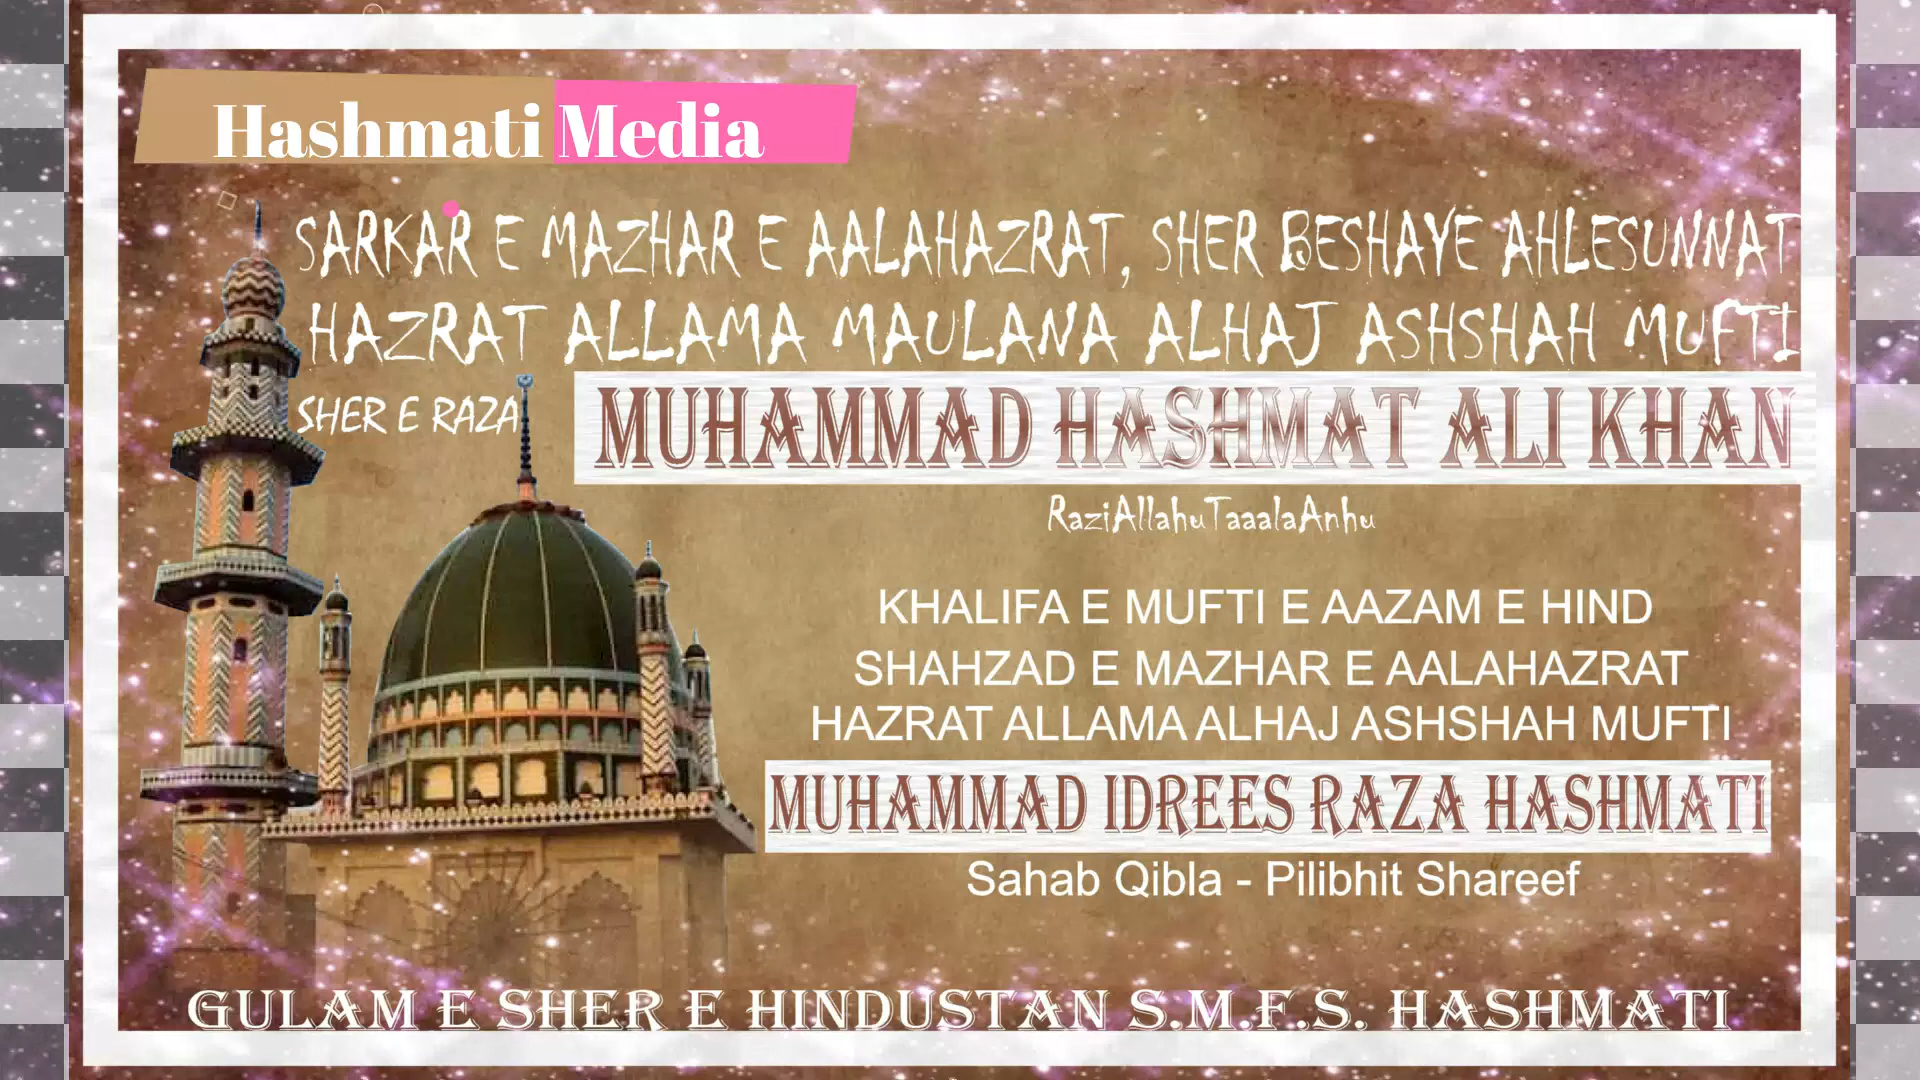 Hashmati Media
SARKAR E MAZHAR E AALAHAZRAT, SHER BESHAYE AHLESUNNAT
HAZRAT ALLAMA MAULANA ALHAJ ASHSHAH MUFTI
SHER E RAZA MUHAMMAD HASHMAT ALI KHAN
RaziAllahuTaaalaAnhu
KHALIFA E MUFTI E AAZAM E HIND
SHAHZAD E MAZHAR E AALAHAZRAT
HAZRAT ALLAMA ALHAJ ASHSHAH MUFTI
MUHAMMAD IDREES RAZA HASHMATI
Sahab Qibla - Pilibhit Shareef
GULAM E SHER E HINDUSTAN S.M.F.S. HASHMATI